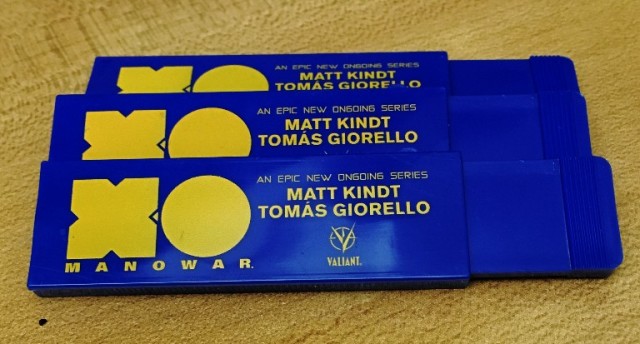 AN EPIC NEW ONGOING SERIES
MATT KINDT
TOMÁS GIORELLO
AN EPIC NEW ONGOING SERIES
MATT KINDT
TOMÁS GIORELLO
XO
AN EPIC NEW ONGOING SERIES
MATT KINDT
TOMÁS GIORELLO
MANOWAR.
VALIANT.